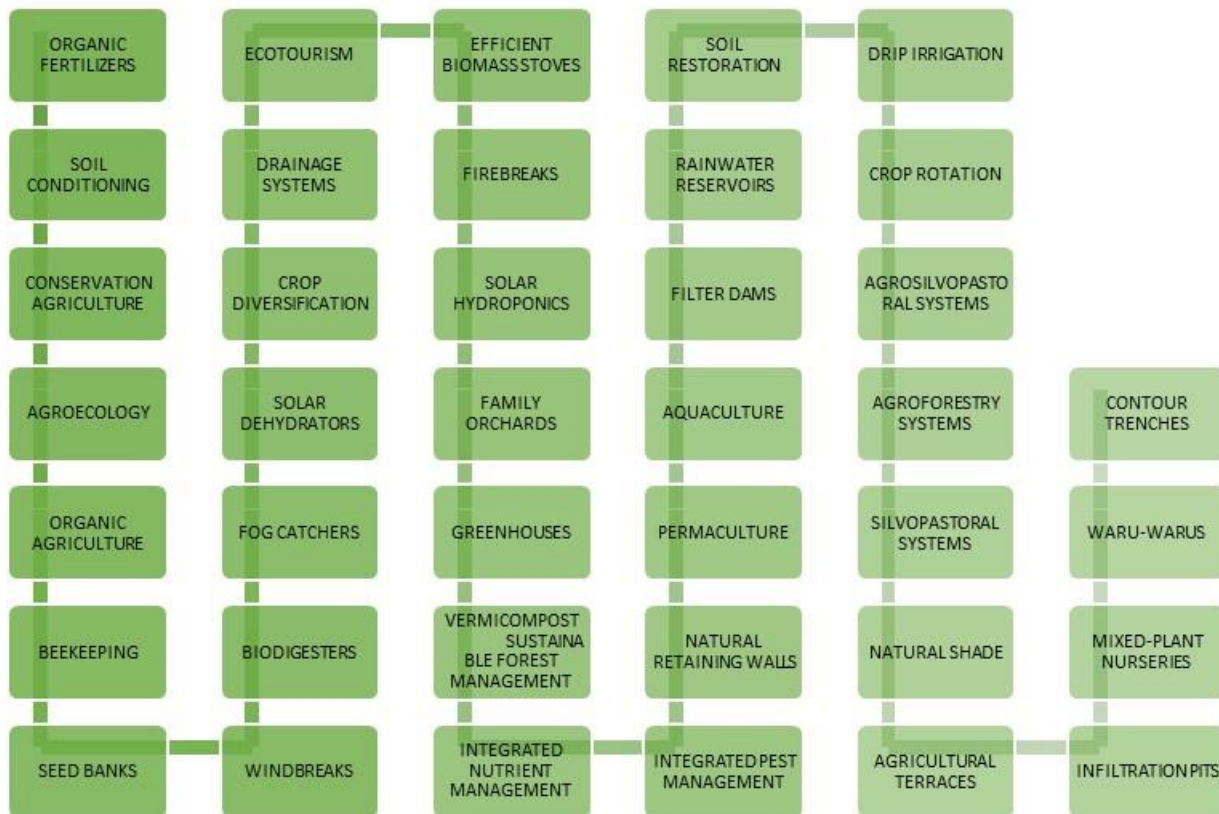 ORGANIC
FERTILIZERS
SOIL
CONDITIONING
CONSERVATION
AGRICULTURE
AGROECOLOGY
ORGANIC
AGRICULTURE
BEEKEEPING
SEED BANKS
WINDBREAKS
BIODIGESTERS
FOG CATCHERS
SOLAR
DEHYDRATORS
CROP
DIVERSIFICATION
DRAINAGE
SYSTEMS
ECOTOURISM
EFFICIENT
BIOMASS STOVES
FIREBREAKS
SOLAR
HYDROPONICS
FAMILY
ORCHARDS
GREENHOUSES
VERMICOMPOST
SUSTAINA
BLE FOREST
MANAGEMENT
INTEGRATED
NUTRIENT
MANAGEMENT
INTEGRATED PEST
MANAGEMENT
NATURAL
RETAINING WALLS
PERMACULTURE
AQUACULTURE
FILTER DAMS
RAINWATER
RESERVOIRS
SOIL
RESTORATION
DRIP IRRIGATION
CROP ROTATION
AGROSILVOPASTO
RAL SYSTEMS
AGROFORESTRY
SYSTEMS
SILVOPASTORAL
SYSTEMS
NATURAL SHADE
AGRICULTURAL
TERRACES
INFILTRATION PITS
MIXED-PLANT
NURSERIES
WARU-WARUS
CONTOUR
TRENCHES